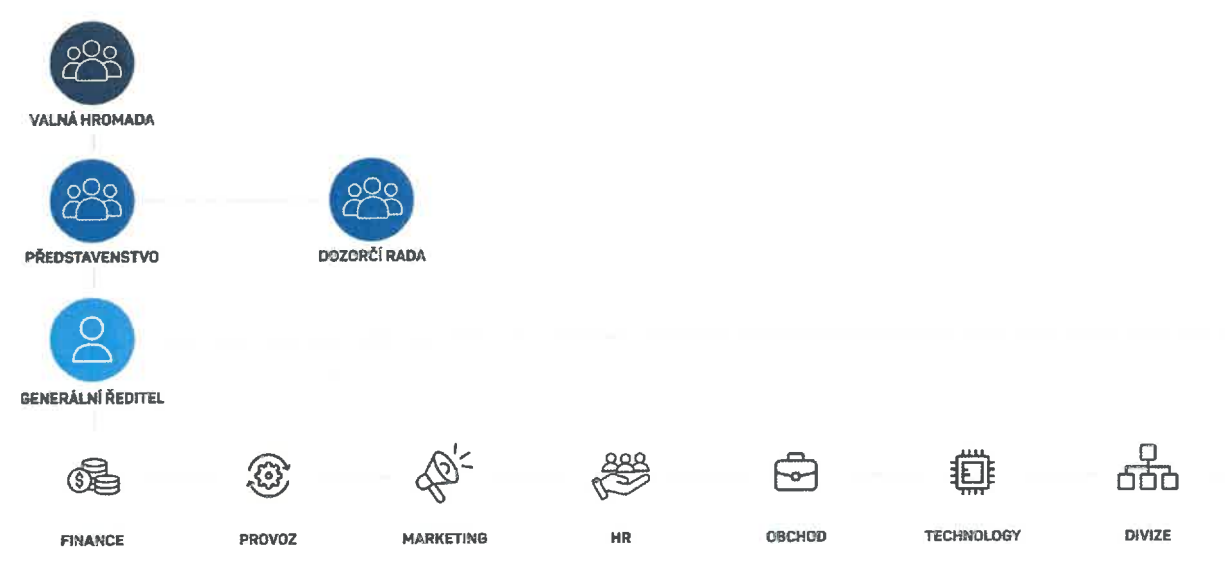 VALNÁ HROMADA
PŘEDSTAVENSTVO
DOZORČÍ RADA
GENERÁLNÍ ŘEDITEL
FINANCE
PROVOZ
MARKETING
HR
OBCHOD
TECHNOLOGY
DIVIZE